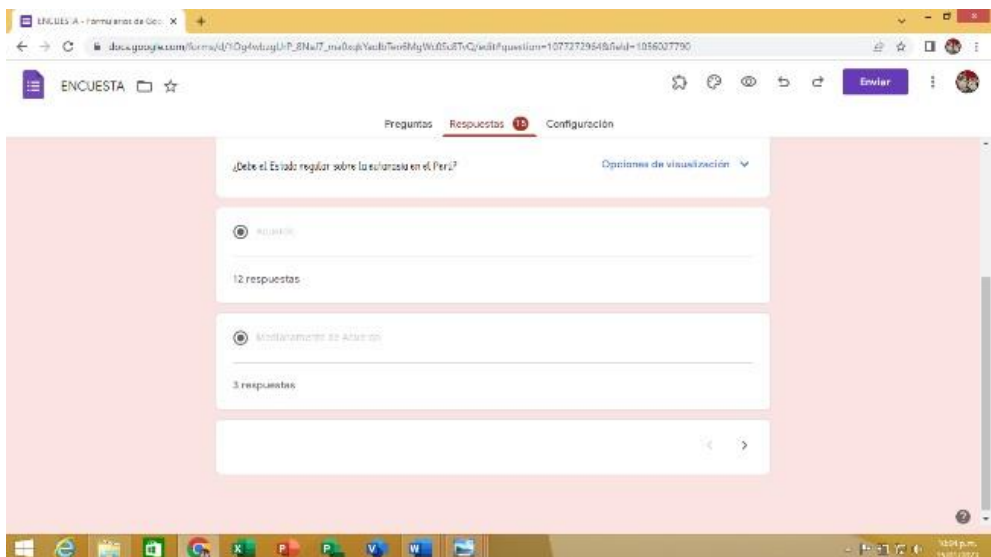 ENCUESTA - Formularios de Goo
ENCUESTA
Enviar
Preguntas Respuestas 15 Configuración
¿Debe el Estado regular sobre la eutanasia en el Perú?
Opciones de visualización
Acuerdo
12 respuestas
Medianamente de Acuerdo
3 respuestas